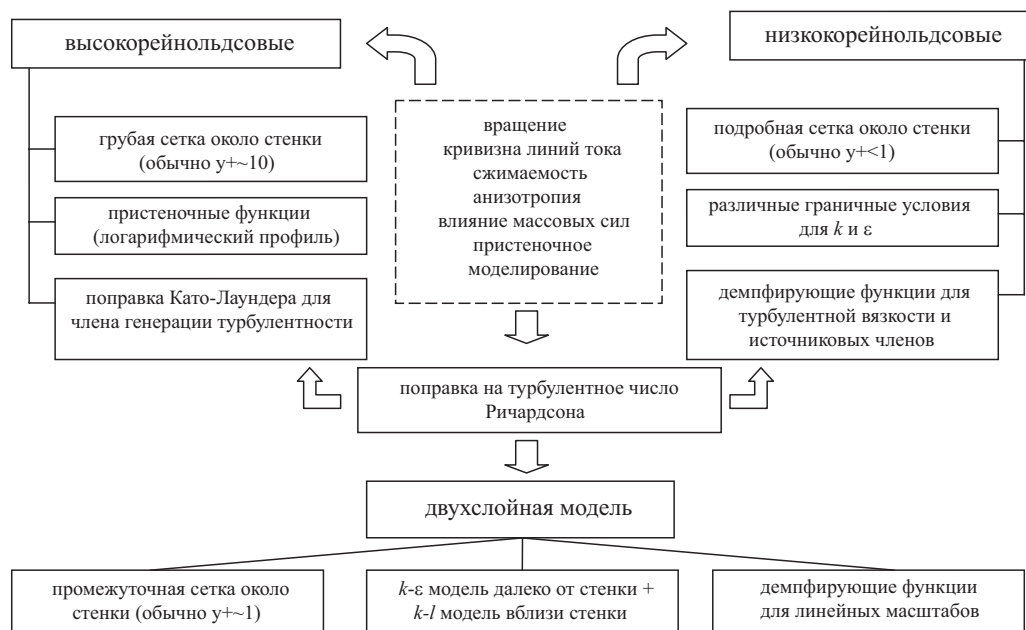 высокорейнольдсовые
низкокорейнольдсовые
грубая сетка около стенки
(обычно y+~10)
пристеночные функции
(логарифмический профиль)
поправка Като-Лаундера для
члена генерации турбулентности
вращение
кривизна линий тока
сжимаемость
анизотропия
влияние массовых сил
пристеночное
моделирование
подробная сетка около стенки
(обычно y+<1)
различные граничные условия
для k и ε
демпфирующие функции для
турбулентной вязкости и
источниковых членов
поправка на турбулентное число
Ричардсона
двухслойная модель
промежуточная сетка около
стенки (обычно y+~1)
k-ε модель далеко от стенки +
k-l модель вблизи стенки
демпфирующие функции
для линейных масштабов